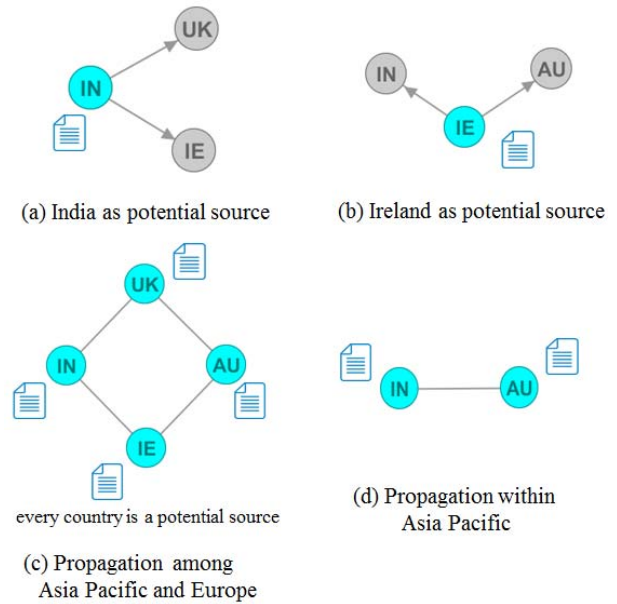 UK
IN
IE
(a) India as potential source
IN
AU
IE
(b) Ireland as potential source
UK
IN
AU
IE
every country is a potential source
(c) Propagation among
Asia Pacific and Europe
IN
AU
(d) Propagation within
Asia Pacific